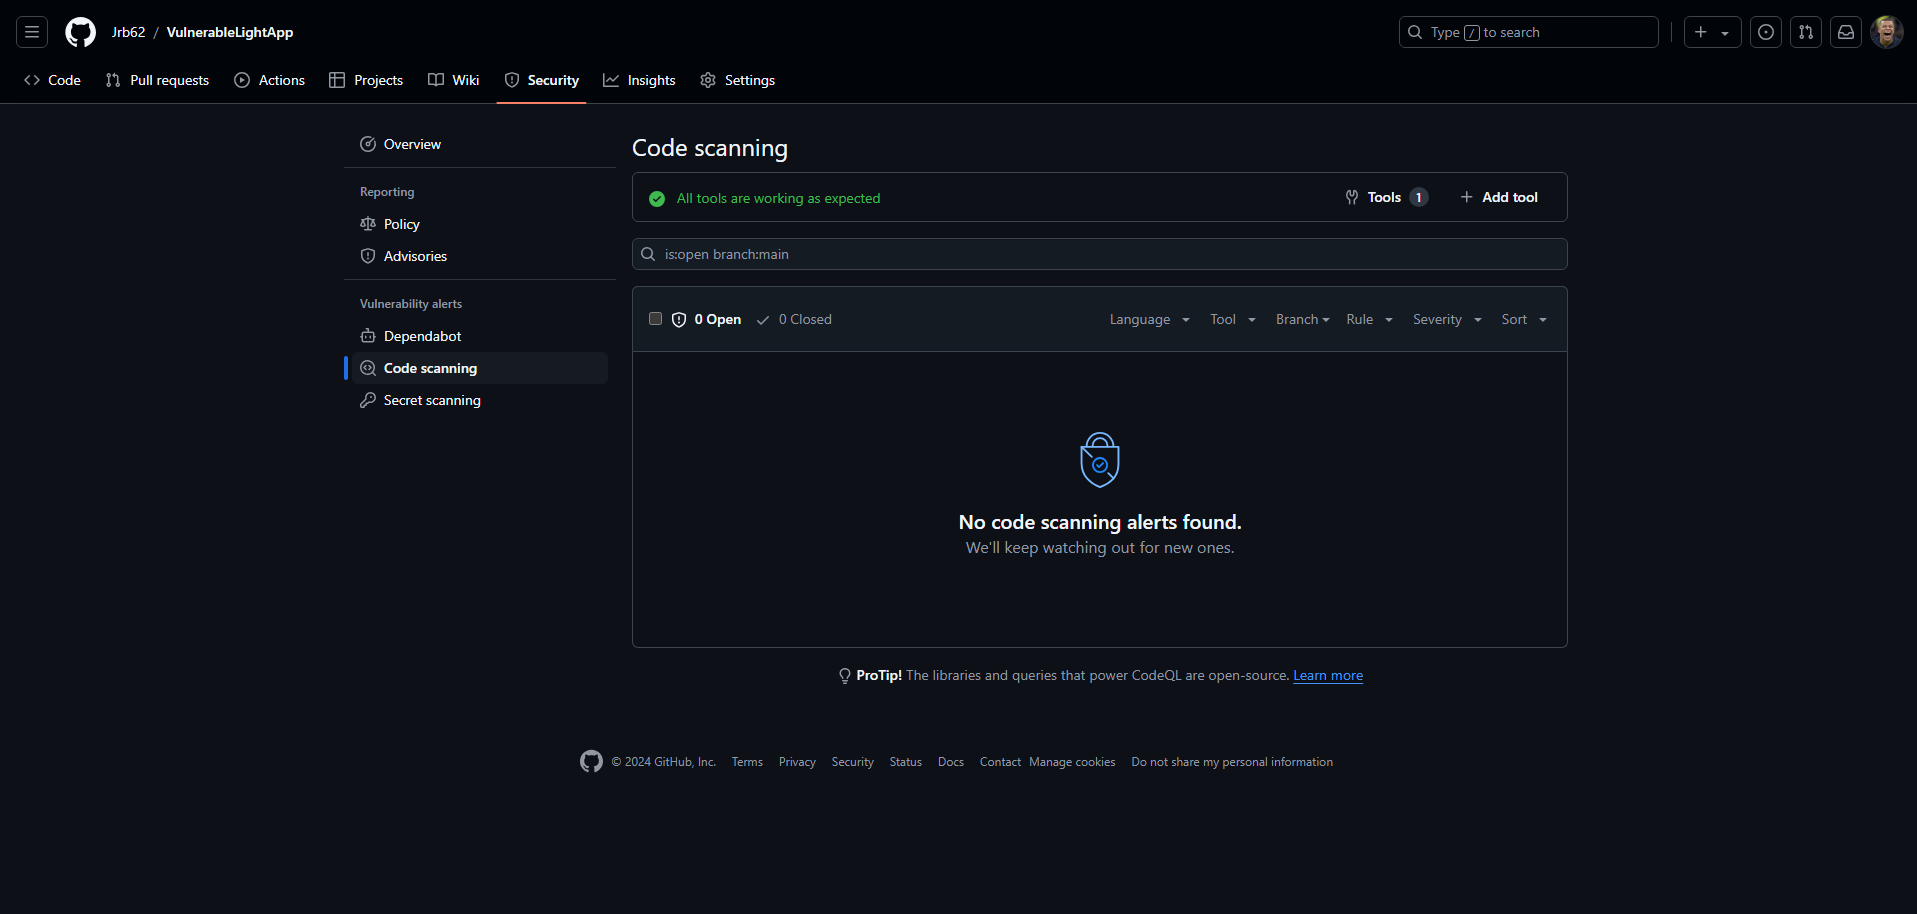 Jrb62 / VulnerableLightApp
Type / to search
Code Pull requests Actions Projects Wiki Security Insights Settings
Overview
Reporting
Policy
Advisories
Vulnerability alerts
Dependabot
Code scanning
Secret scanning
Code scanning
All tools are working as expected
Tools 1 Add tool
is:open branch:main
0 Open 0 Closed
Language Tool Branch Rule Severity Sort
No code scanning alerts found.
We'll keep watching out for new ones.
ProTip! The libraries and queries that power CodeQL are open-source. Learn more
© 2024 GitHub, Inc. Terms Privacy Security Status Docs Contact Manage cookies Do not share my personal information